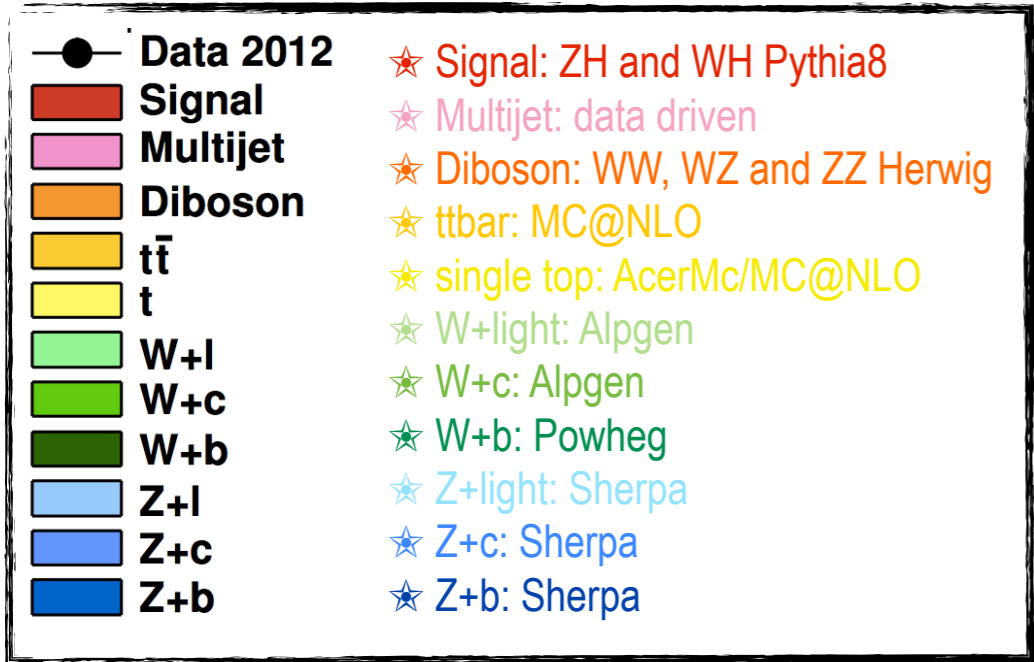 Data 2012
Signal
Multijet
Diboson
tt̄
t
W+l
W+c
W+b
Z+l
Z+c
Z+b
Signal: ZH and WH Pythia8
Multijet: data driven
Diboson: WW, WZ and ZZ Herwig
ttbar: MC@NLO
single top: AcerMc/MC@NLO
W+light: Alpgen
W+c: Alpgen
W+b: Powheg
Z+light: Sherpa
Z+c: Sherpa
Z+b: Sherpa